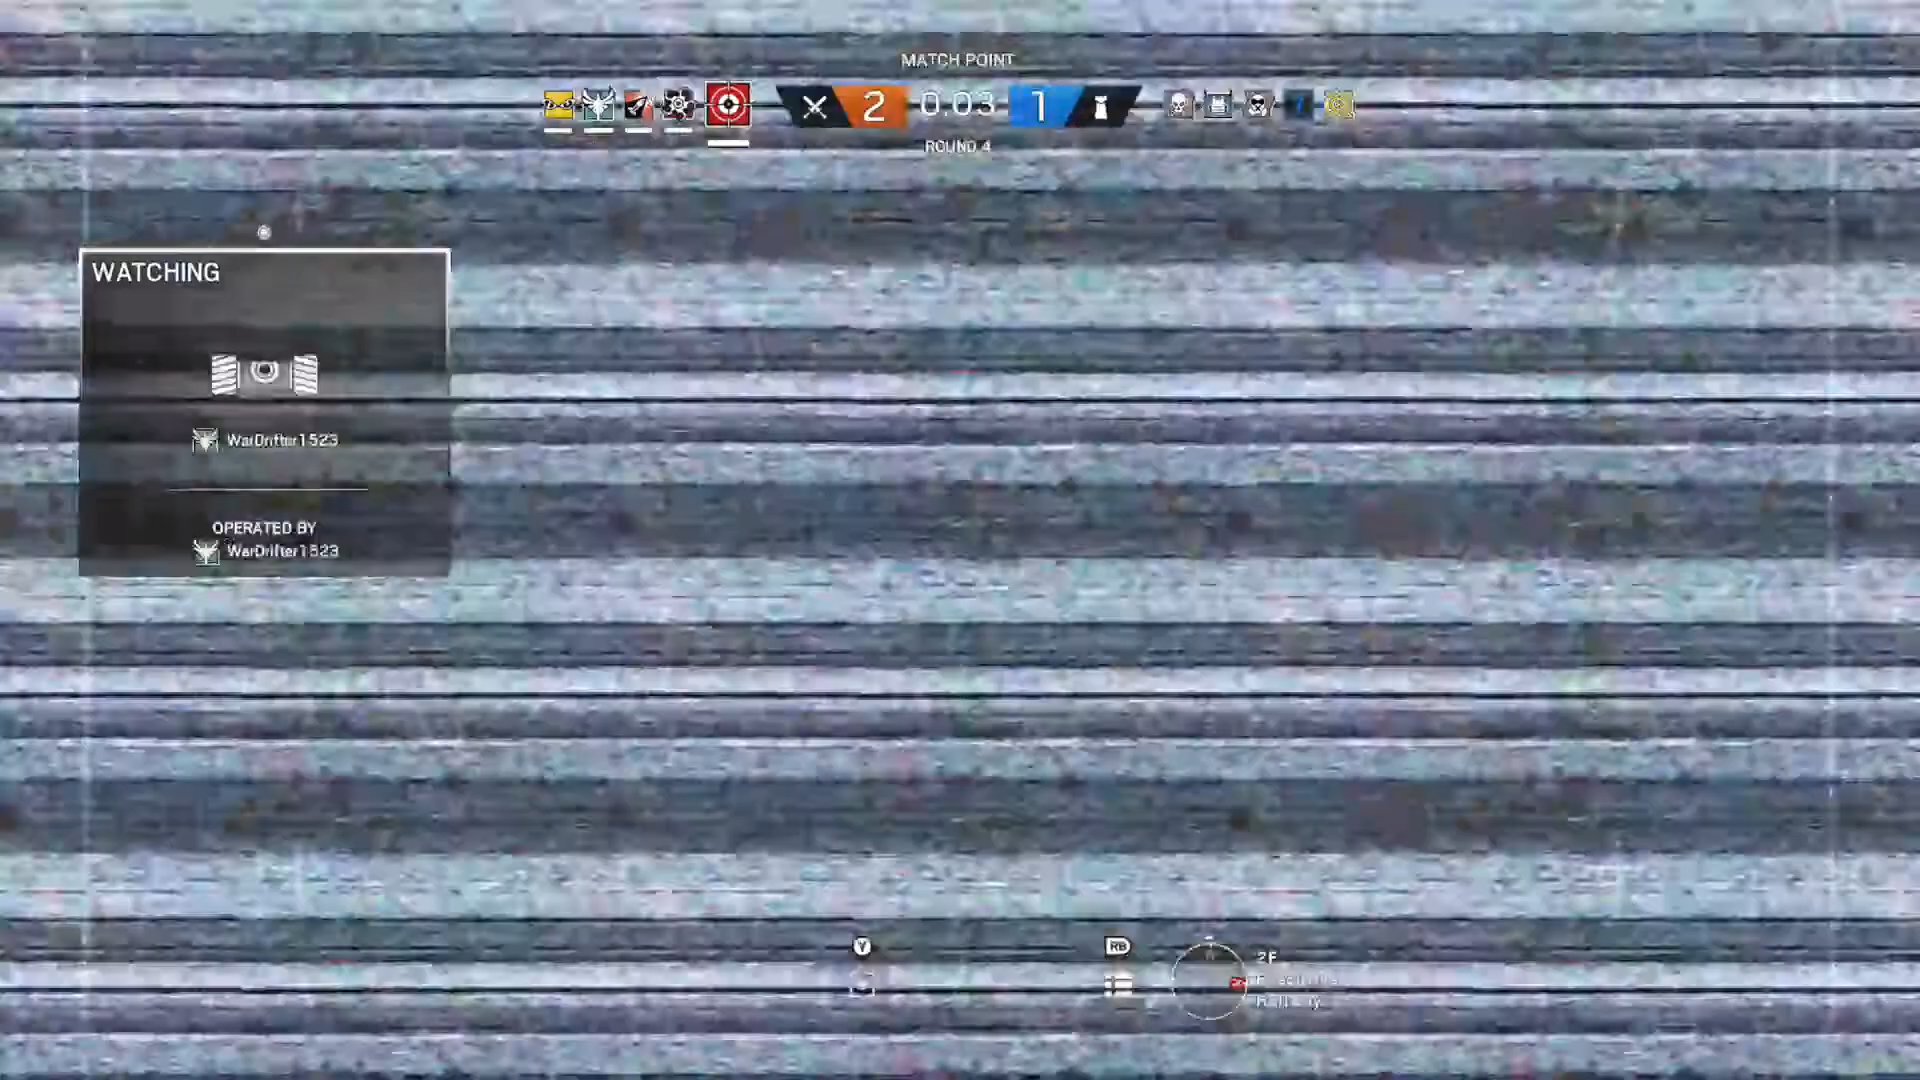 MATCH POINT
2 0:03 1
ROUND 4
WATCHING
WarDrifter1523
OPERATED BY
WarDrifter1523
Y
RB
2F